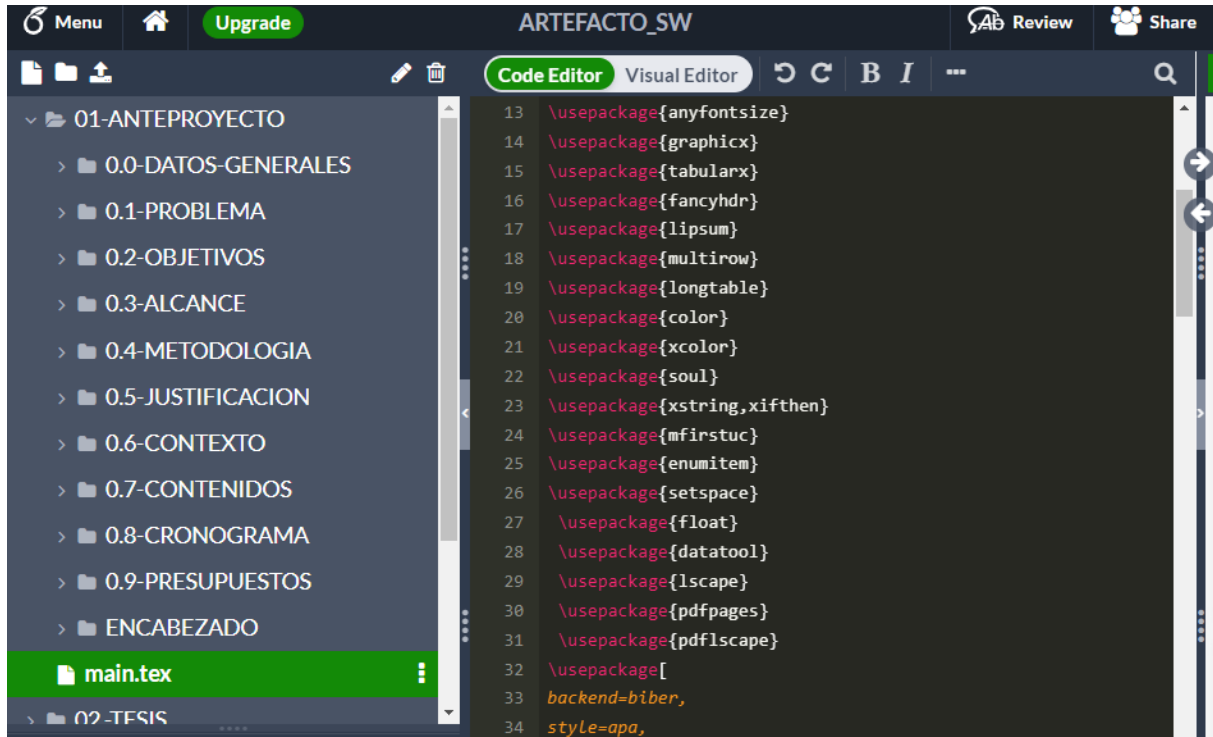 Menu Upgrade ARTEFACTO_SW Ab Review Share
Code Editor Visual Editor B I ...
01-ANTEPROYECTO
0.0-DATOS-GENERALES
0.1-PROBLEMA
0.2-OBJETIVOS
0.3-ALCANCE
0.4-METODOLOGIA
0.5-JUSTIFICACION
0.6-CONTEXTO
0.7-CONTENIDOS
0.8-CRONOGRAMA
0.9-PRESUPUESTOS
ENCABEZADO
main.tex
02-TESIS
13 \usepackage{anyfontsize}
14 \usepackage{graphicx}
15 \usepackage{tabularx}
16 \usepackage{fancyhdr}
17 \usepackage{lipsum}
18 \usepackage{multirow}
19 \usepackage{longtable}
20 \usepackage{color}
21 \usepackage{xcolor}
22 \usepackage{soul}
23 \usepackage{xstring,xifthen}
24 \usepackage{mfirstuc}
25 \usepackage{enumitem}
26 \usepackage{setspace}
27 \usepackage{float}
28 \usepackage{datatool}
29 \usepackage{lscape}
30 \usepackage{pdfpages}
31 \usepackage{pdflscape}
32 \usepackage[
33 backend=biber,
34 style=apa,